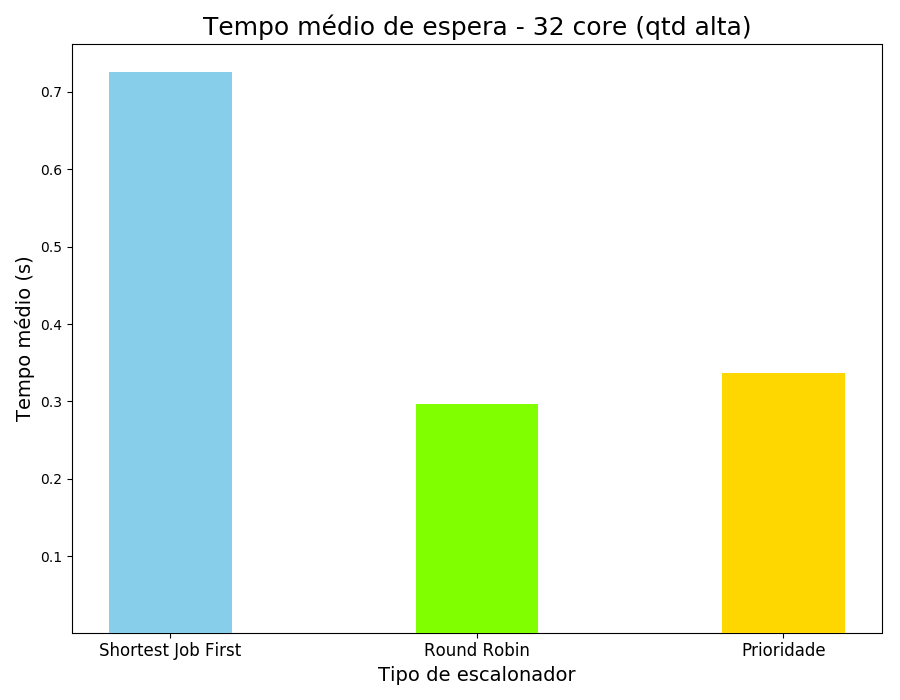 Tempo médio de espera - 32 core (qtd alta)
Tempo médio (s)
0.7
0.6
0.5
0.4
0.3
0.2
0.1
Shortest Job First
Round Robin
Prioridade
Tipo de escalonador